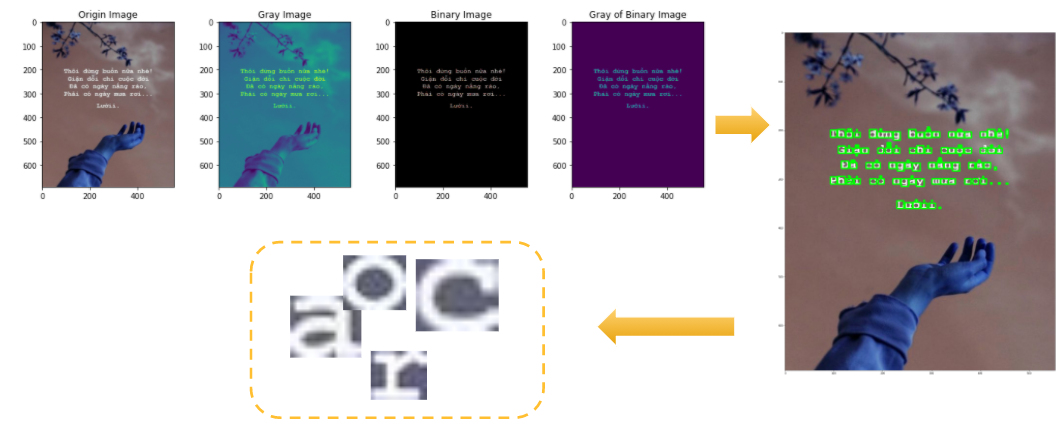 Origin Image
Gray Image
Binary Image
Gray of Binary Image
0
100
200
300
400
500
600
0 200 400
Thôi đừng buồn nữa nhé!
Giận dỗi chi cuộc đời
Đã có ngày nắng ráo,
Phải có ngày mưa rơi...
0
100
200
300
400
500
600
0 200 400
Thôi đừng buồn nữa nhé!
Giận dỗi chi cuộc đời
Đã có ngày nắng ráo,
Phải có ngày mưa rơi...
0
100
200
300
400
500
600
0 200 400
Thôi đừng buồn nữa nhé!
Giận dỗi chi cuộc đời
Đã có ngày nắng ráo,
Phải có ngày mưa rơi...
0
100
200
300
400
500
600
0 200 400
Thôi đừng buồn nữa nhé!
Giận dỗi chi cuộc đời
Đã có ngày nắng ráo,
Phải có ngày mưa rơi...
Thôi đừng buồn nữa nhé!
Giận dỗi chi cuộc đời
Đã có ngày nắng ráo,
Phải có ngày mưa rơi...
o c
a
r